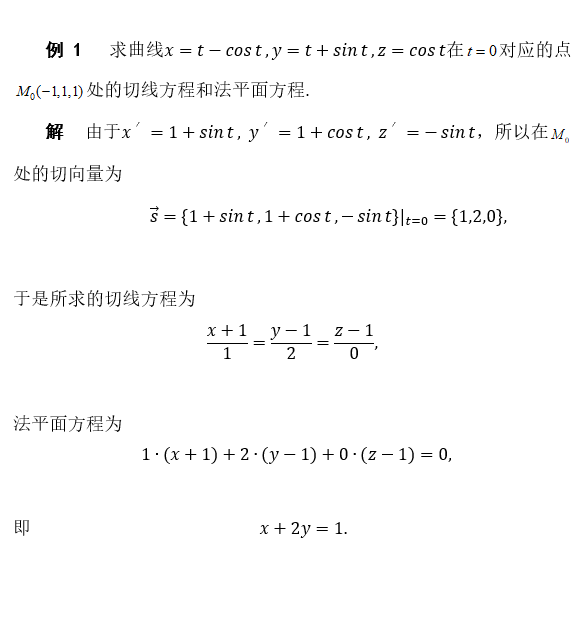 例 1 求曲线x = t − cos t, y = t + sin t, z = cos t在 t = 0 对应的点
M₀(−1,1,1) 处的切线方程和法平面方程.
解 由于x′ = 1 + sin t, y′ = 1 + cos t, z′ = −sin t，所以在M₀
处的切向量为
s⃗ = {1 + sin t, 1 + cos t, −sin t}|ₜ₌₀ = {1,2,0},
于是所求的切线方程为
(x + 1)/1 = (y − 1)/2 = (z − 1)/0,
法平面方程为
1 · (x + 1) + 2 · (y − 1) + 0 · (z − 1) = 0,
即 x + 2y = 1.